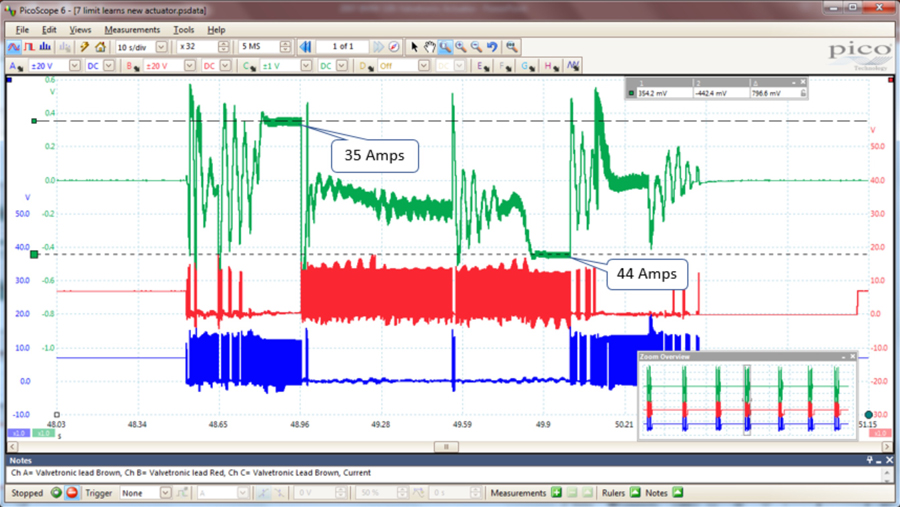 PicoScope 6 - [7 limit learns new actuator.psdata]
File Edit Views Measurements Tools Help
10 s/div x 32 5 MS 1 of 1
pico
Technology
A ±20 V DC B ±20 V DC C ±1 V DC D Off DC E F G H
1 2 Δ
354.2 mV -442.4 mV 796.6 mV
0.6
V
0.4
0.2
0.0
-0.2
-0.4
-0.6
-0.8
-1.0
V
50.0
40.0
30.0
20.0
10.0
0.0
-10.0
V
50.0
40.0
30.0
20.0
10.0
0.0
-10.0
-20.0
-30.0
35 Amps
44 Amps
Zoom Overview
48.03 48.34 48.65 48.96 49.28 49.59 49.9 50.21 51.15
s
x1.0 x1.0 x1.0
Notes
Ch A= Valvetronic lead Brown, Ch B= Valvetronic lead Red, Ch C= Valvetronic Lead Brown, Current
Stopped Trigger None A 0 V 50 % 0 s Measurements Rulers Notes